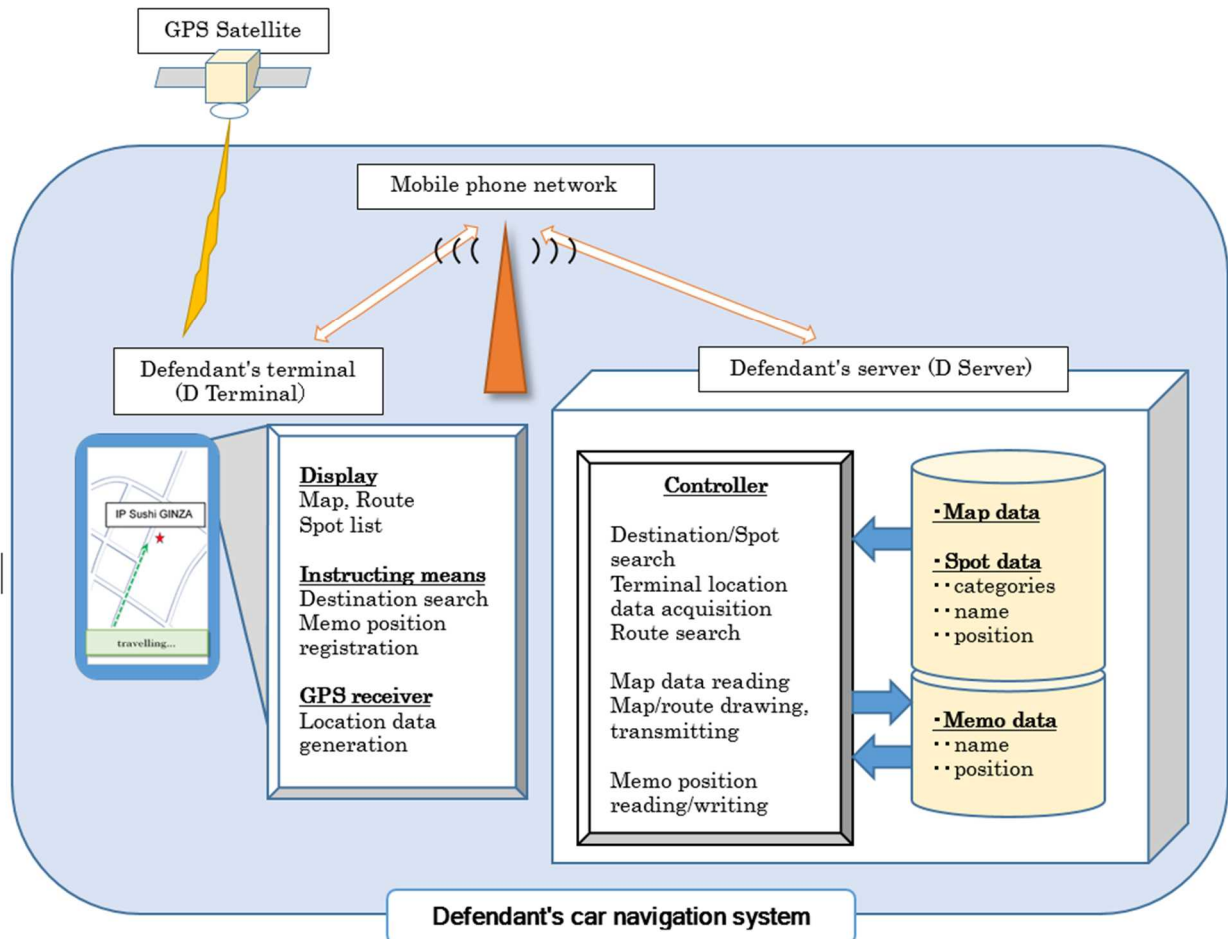 GPS Satellite
Mobile phone network
Defendant's terminal
(D Terminal)
Defendant's server (D Server)
IP Sushi GINZA
travelling...
Display
Map, Route
Spot list
Instructing means
Destination search
Memo position
registration
GPS receiver
Location data
generation
Controller
Destination/Spot
search
Terminal location
data acquisition
Route search
Map data reading
Map/route drawing,
transmitting
Memo position
reading/writing
・Map data
・Spot data
・・categories
・・name
・・position
・Memo data
・・name
・・position
Defendant's car navigation system